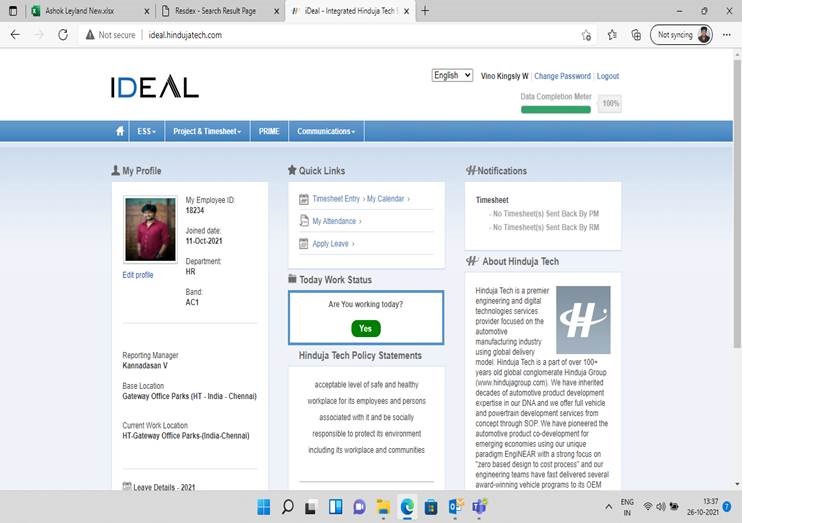 Ashok Leyland New.xlsx
Resdex - Search Result Page
iDeal - Integrated Hinduja Tech
Not secure
ideal.hindujatech.com
Not syncing
IDEAL
English
Vino Kingsly W | Change Password | Logout
Data Completion Meter
100%
ESS
Project & Timesheet
PRIME
Communications
My Profile
My Employee ID:
18234
Joined date:
11-Oct-2021
Department:
HR
Band:
AC1
Edit profile
Reporting Manager
Kannadasan V
Base Location
Gateway Office Parks (HT - India - Chennai)
Current Work Location
HT-Gateway Office Parks-(India-Chennai)
Leave Details - 2021
Quick Links
Timesheet Entry › My Calendar ›
My Attendance ›
Apply Leave ›
Today Work Status
Are You working today?
Yes
Hinduja Tech Policy Statements
acceptable level of safe and healthy
workplace for its employees and persons
associated with it and be socially
responsible to protect its environment
including its workplace and communities
Notifications
Timesheet
- No Timesheet(s) Sent Back By PM
- No Timesheet(s) Sent Back By RM
About Hinduja Tech
Hinduja Tech is a premier
engineering and digital
technologies services
provider focused on the
automotive
manufacturing industry
using global delivery
model. Hinduja Tech is a part of over 100+
years old global conglomerate Hinduja Group
(www.hindujagroup.com). We have inherited
decades of automotive product development
expertise in our DNA and we offer full vehicle
and powertrain development services from
concept through SOP. We have pioneered the
automotive product co-development for
emerging economies using our unique
paradigm EngiNEAR with a strong focus on
"zero based design to cost process" and our
engineering teams have fast delivered several
award-winning vehicle programs to its OEM
ENG
IN
13:37
26-10-2021
7